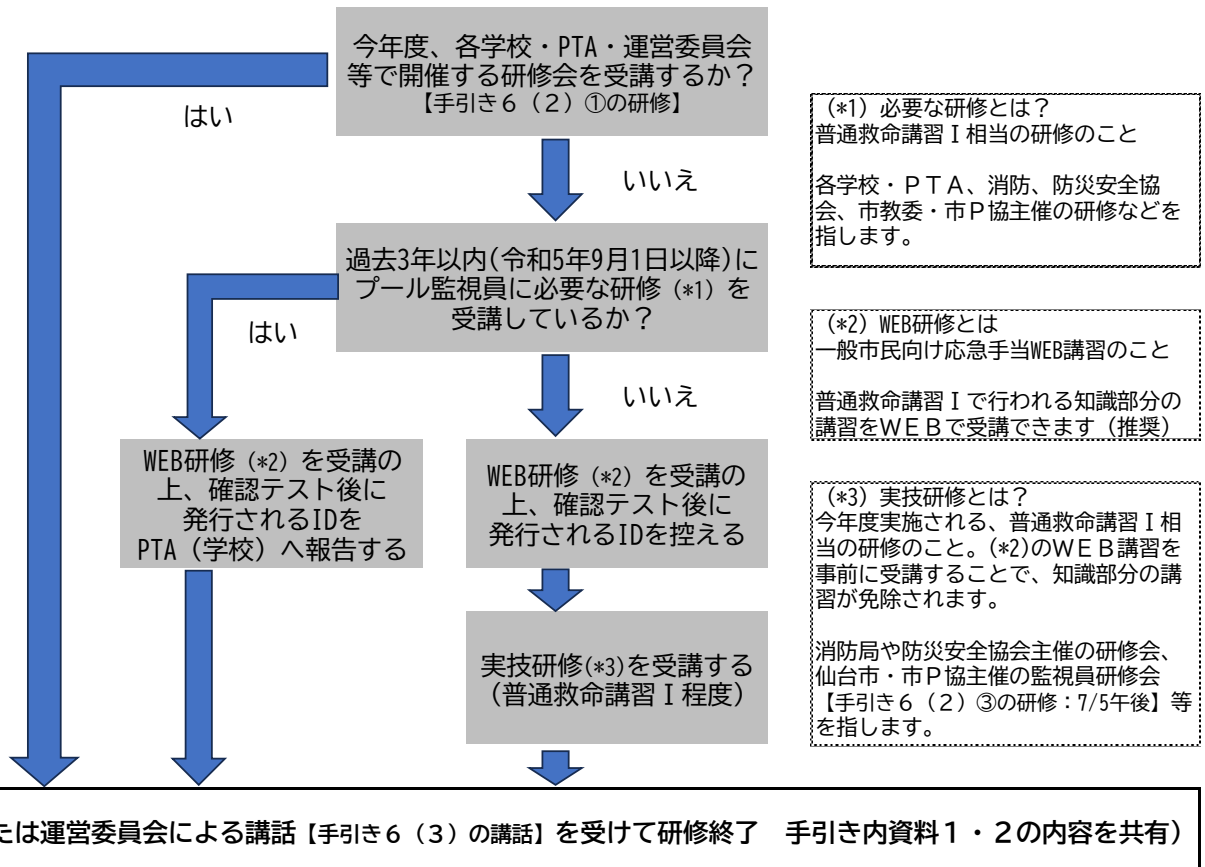 今年度、各学校・PTA・運営委員会
等で開催する研修会を受講するか？
【手引き６（２）①の研修】
はい
いいえ
過去3年以内(令和5年9月1日以降)に
プール監視員に必要な研修（*1）を
受講しているか？
はい
いいえ
WEB研修（*2）を受講の
上、確認テスト後に
発行されるIDを
PTA（学校）へ報告する
WEB研修（*2）を受講の
上、確認テスト後に
発行されるIDを控える
実技研修(*3)を受講する
（普通救命講習Ⅰ程度）
（*1）必要な研修とは？
普通救命講習Ⅰ相当の研修のこと
各学校・ＰＴＡ、消防、防災安全協
会、市教委・市Ｐ協主催の研修などを
指します。
（*2）WEB研修とは
一般市民向け応急手当WEB講習のこと
普通救命講習Ⅰで行われる知識部分の
講習をＷＥＢで受講できます（推奨）
（*3）実技研修とは？
今年度実施される、普通救命講習Ⅰ相
当の研修のこと。(*2)のＷＥＢ講習を
事前に受講することで、知識部分の講
習が免除されます。
消防局や防災安全協会主催の研修会、
仙台市・市Ｐ協主催の監視員研修会
【手引き６（２）③の研修：7/5午後】等
を指します。
たは運営委員会による講話【手引き６（３）の講話】を受けて研修終了　手引き内資料１・２の内容を共有）